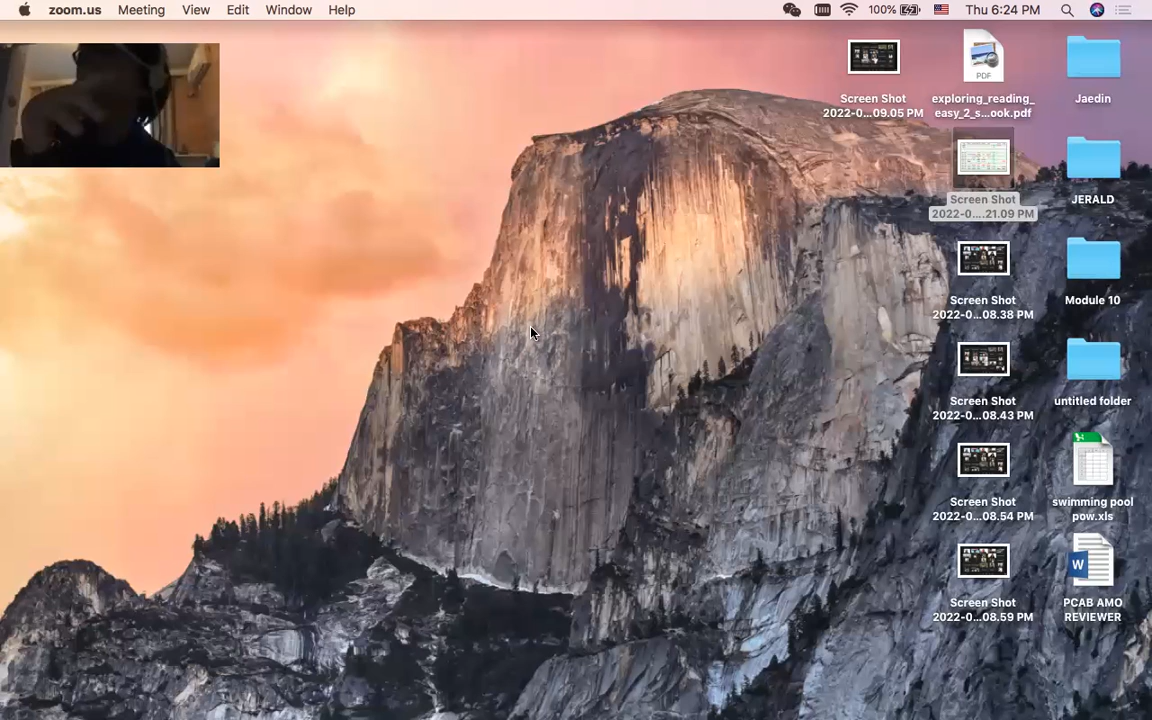 zoom.us Meeting View Edit Window Help 100% Thu 6:24 PM
Screen Shot
2022-0...09.05 PM
exploring_reading_
easy_2_s...ook.pdf
PDF
Jaedin
Screen Shot
2022-0....21.09 PM
JERALD
Screen Shot
2022-0...08.38 PM
Module 10
Screen Shot
2022-0...08.43 PM
untitled folder
Screen Shot
2022-0...08.54 PM
swimming pool
pow.xls
Screen Shot
2022-0...08.59 PM
W
PCAB AMO
REVIEWER